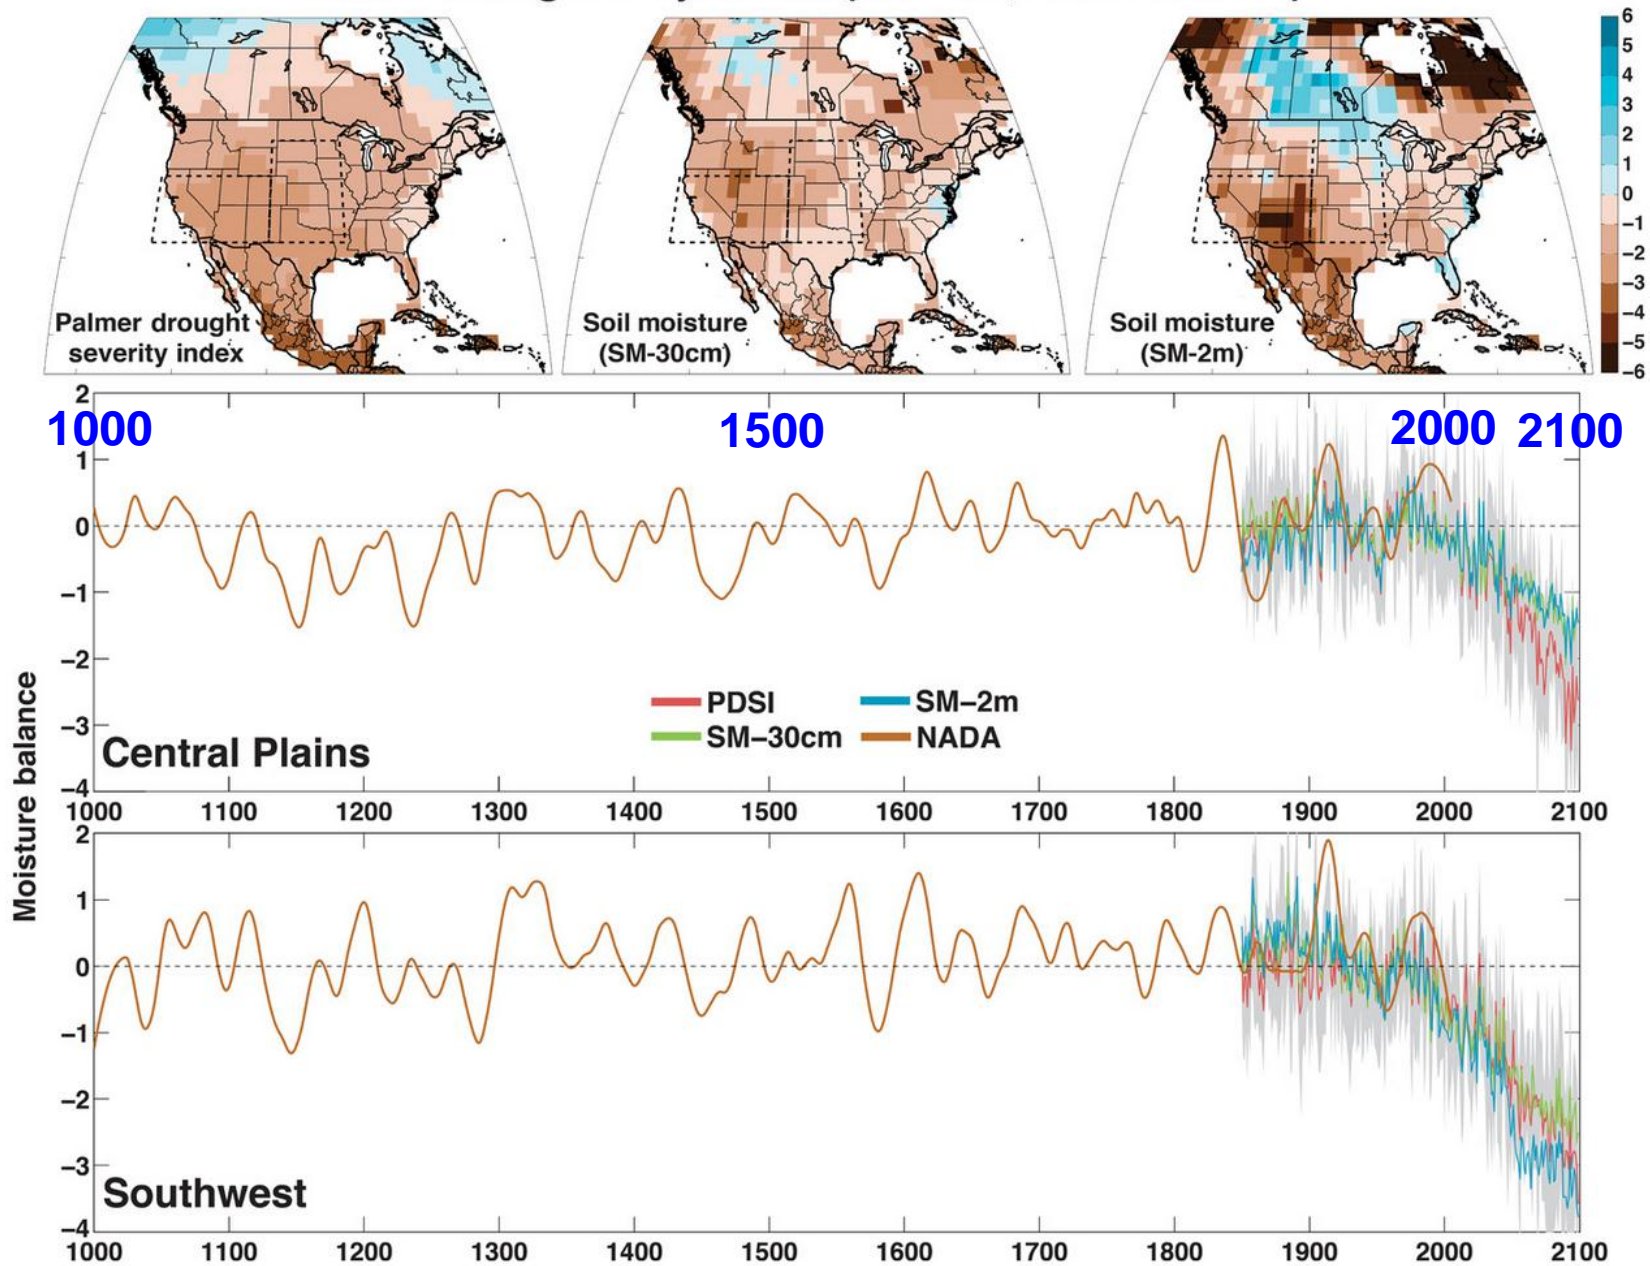 6
5
4
3
2
1
0
−1
−2
−3
−4
−5
−6
Palmer drought
severity index
Soil moisture
(SM-30cm)
Soil moisture
(SM-2m)
Moisture balance
2
1
0
−1
−2
−3
−4
1000 1500 2000 2100
PDSI SM−2m
SM−30cm NADA
Central Plains
1000 1100 1200 1300 1400 1500 1600 1700 1800 1900 2000 2100
2
1
0
−1
−2
−3
−4
Southwest
1000 1100 1200 1300 1400 1500 1600 1700 1800 1900 2000 2100